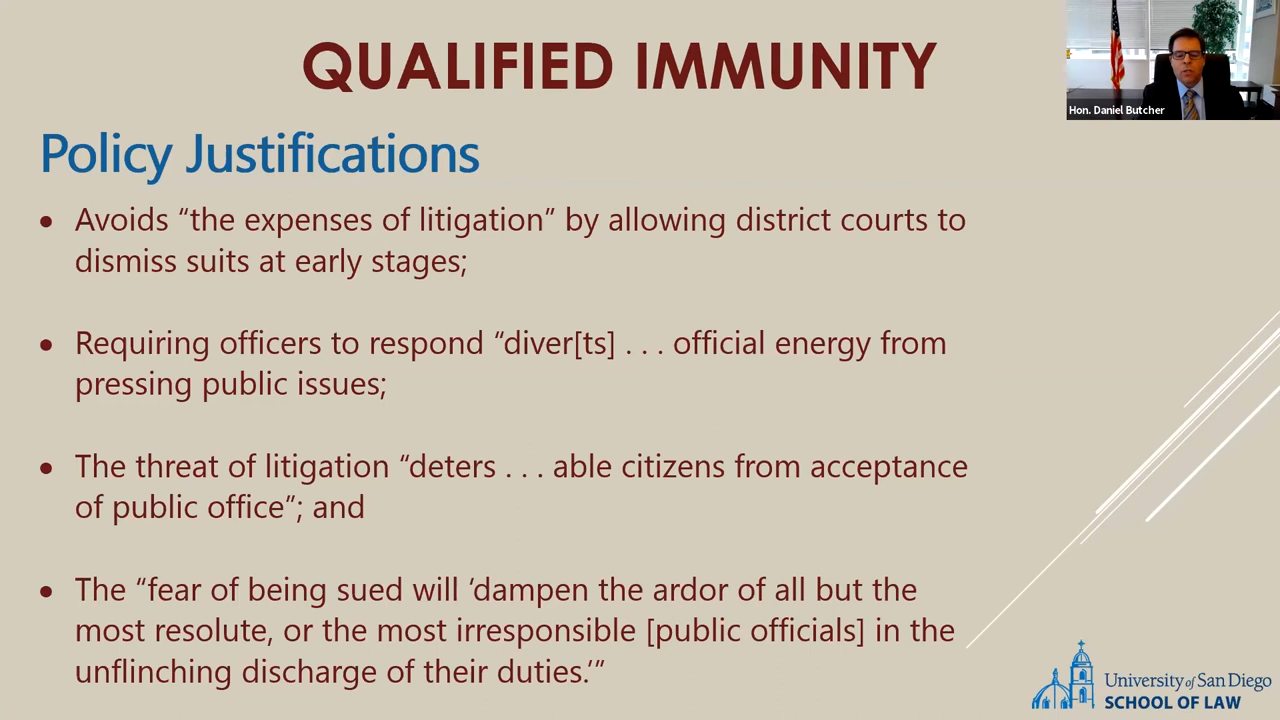 QUALIFIED IMMUNITY
Hon. Daniel Butcher
Policy Justifications
• Avoids “the expenses of litigation” by allowing district courts to
dismiss suits at early stages;
• Requiring officers to respond “diver[ts] . . . official energy from
pressing public issues;
• The threat of litigation “deters . . . able citizens from acceptance
of public office”; and
• The “fear of being sued will ‘dampen the ardor of all but the
most resolute, or the most irresponsible [public officials] in the
unflinching discharge of their duties.’”
University of San Diego
SCHOOL OF LAW